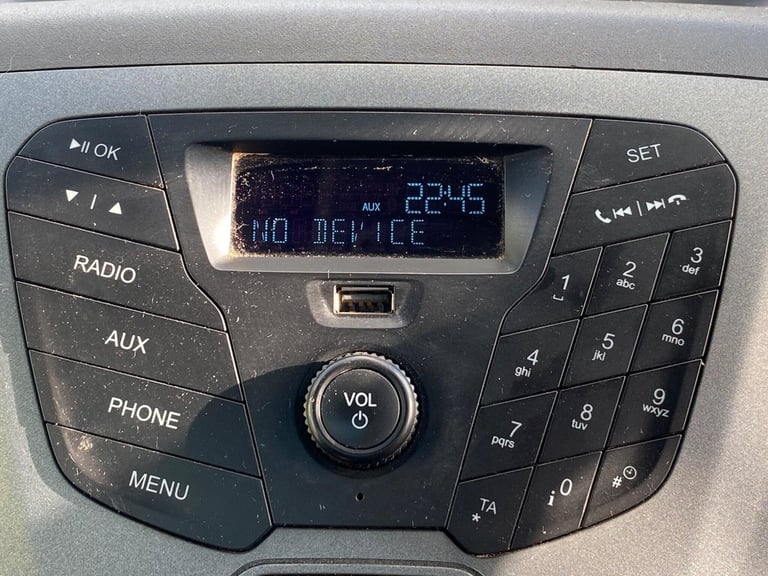 OK
SET
AUX 22:45
NO DEVICE
RADIO
AUX
PHONE
MENU
VOL
1
2
abc
3
def
4
ghi
5
jkl
6
mno
7
pqrs
8
tuv
9
wxyz
TA
*
i 0
#